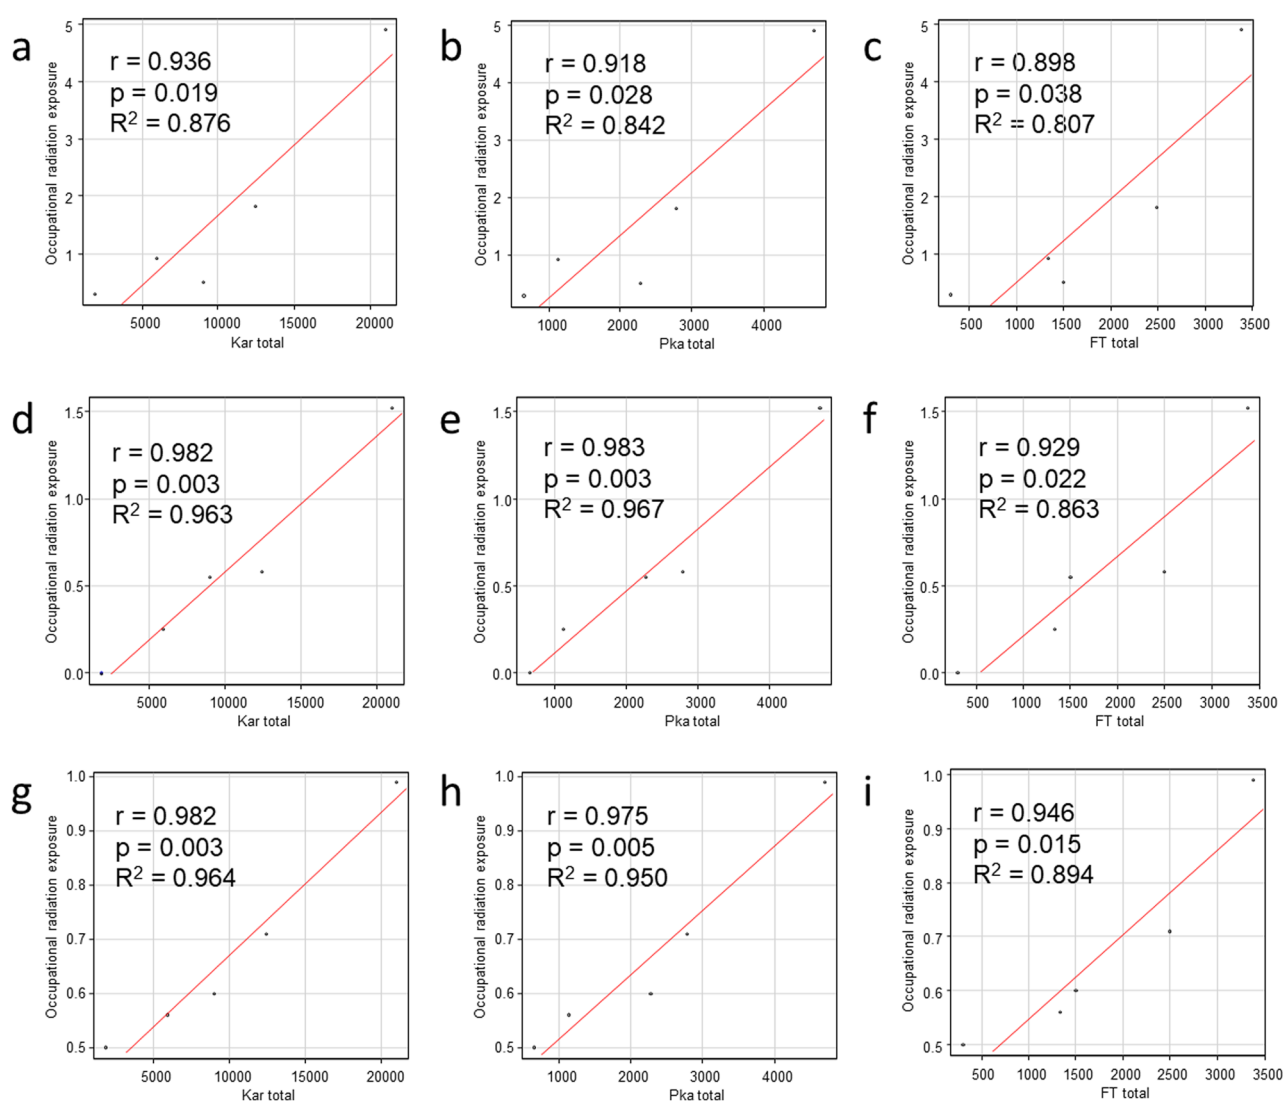 a
r = 0.936
p = 0.019
R² = 0.876
Occupational radiation exposure
5
4
3
2
1
5000 10000 15000 20000
Kar total
b
r = 0.918
p = 0.028
R² = 0.842
Occupational radiation exposure
5
4
3
2
1
1000 2000 3000 4000
Pka total
c
r = 0.898
p = 0.038
R² = 0.807
Occupational radiation exposure
5
4
3
2
1
500 1000 1500 2000 2500 3000 3500
FT total
d
r = 0.982
p = 0.003
R² = 0.963
Occupational radiation exposure
1.5
1.0
0.5
0.0
5000 10000 15000 20000
Kar total
e
r = 0.983
p = 0.003
R² = 0.967
Occupational radiation exposure
1.5
1.0
0.5
0.0
1000 2000 3000 4000
Pka total
f
r = 0.929
p = 0.022
R² = 0.863
Occupational radiation exposure
1.5
1.0
0.5
0.0
500 1000 1500 2000 2500 3000 3500
FT total
g
r = 0.982
p = 0.003
R² = 0.964
Occupational radiation exposure
1.0
0.9
0.8
0.7
0.6
0.5
5000 10000 15000 20000
Kar total
h
r = 0.975
p = 0.005
R² = 0.950
Occupational radiation exposure
1.0
0.9
0.8
0.7
0.6
0.5
1000 2000 3000 4000
Pka total
i
r = 0.946
p = 0.015
R² = 0.894
Occupational radiation exposure
1.0
0.9
0.8
0.7
0.6
0.5
500 1000 1500 2000 2500 3000 3500
FT total